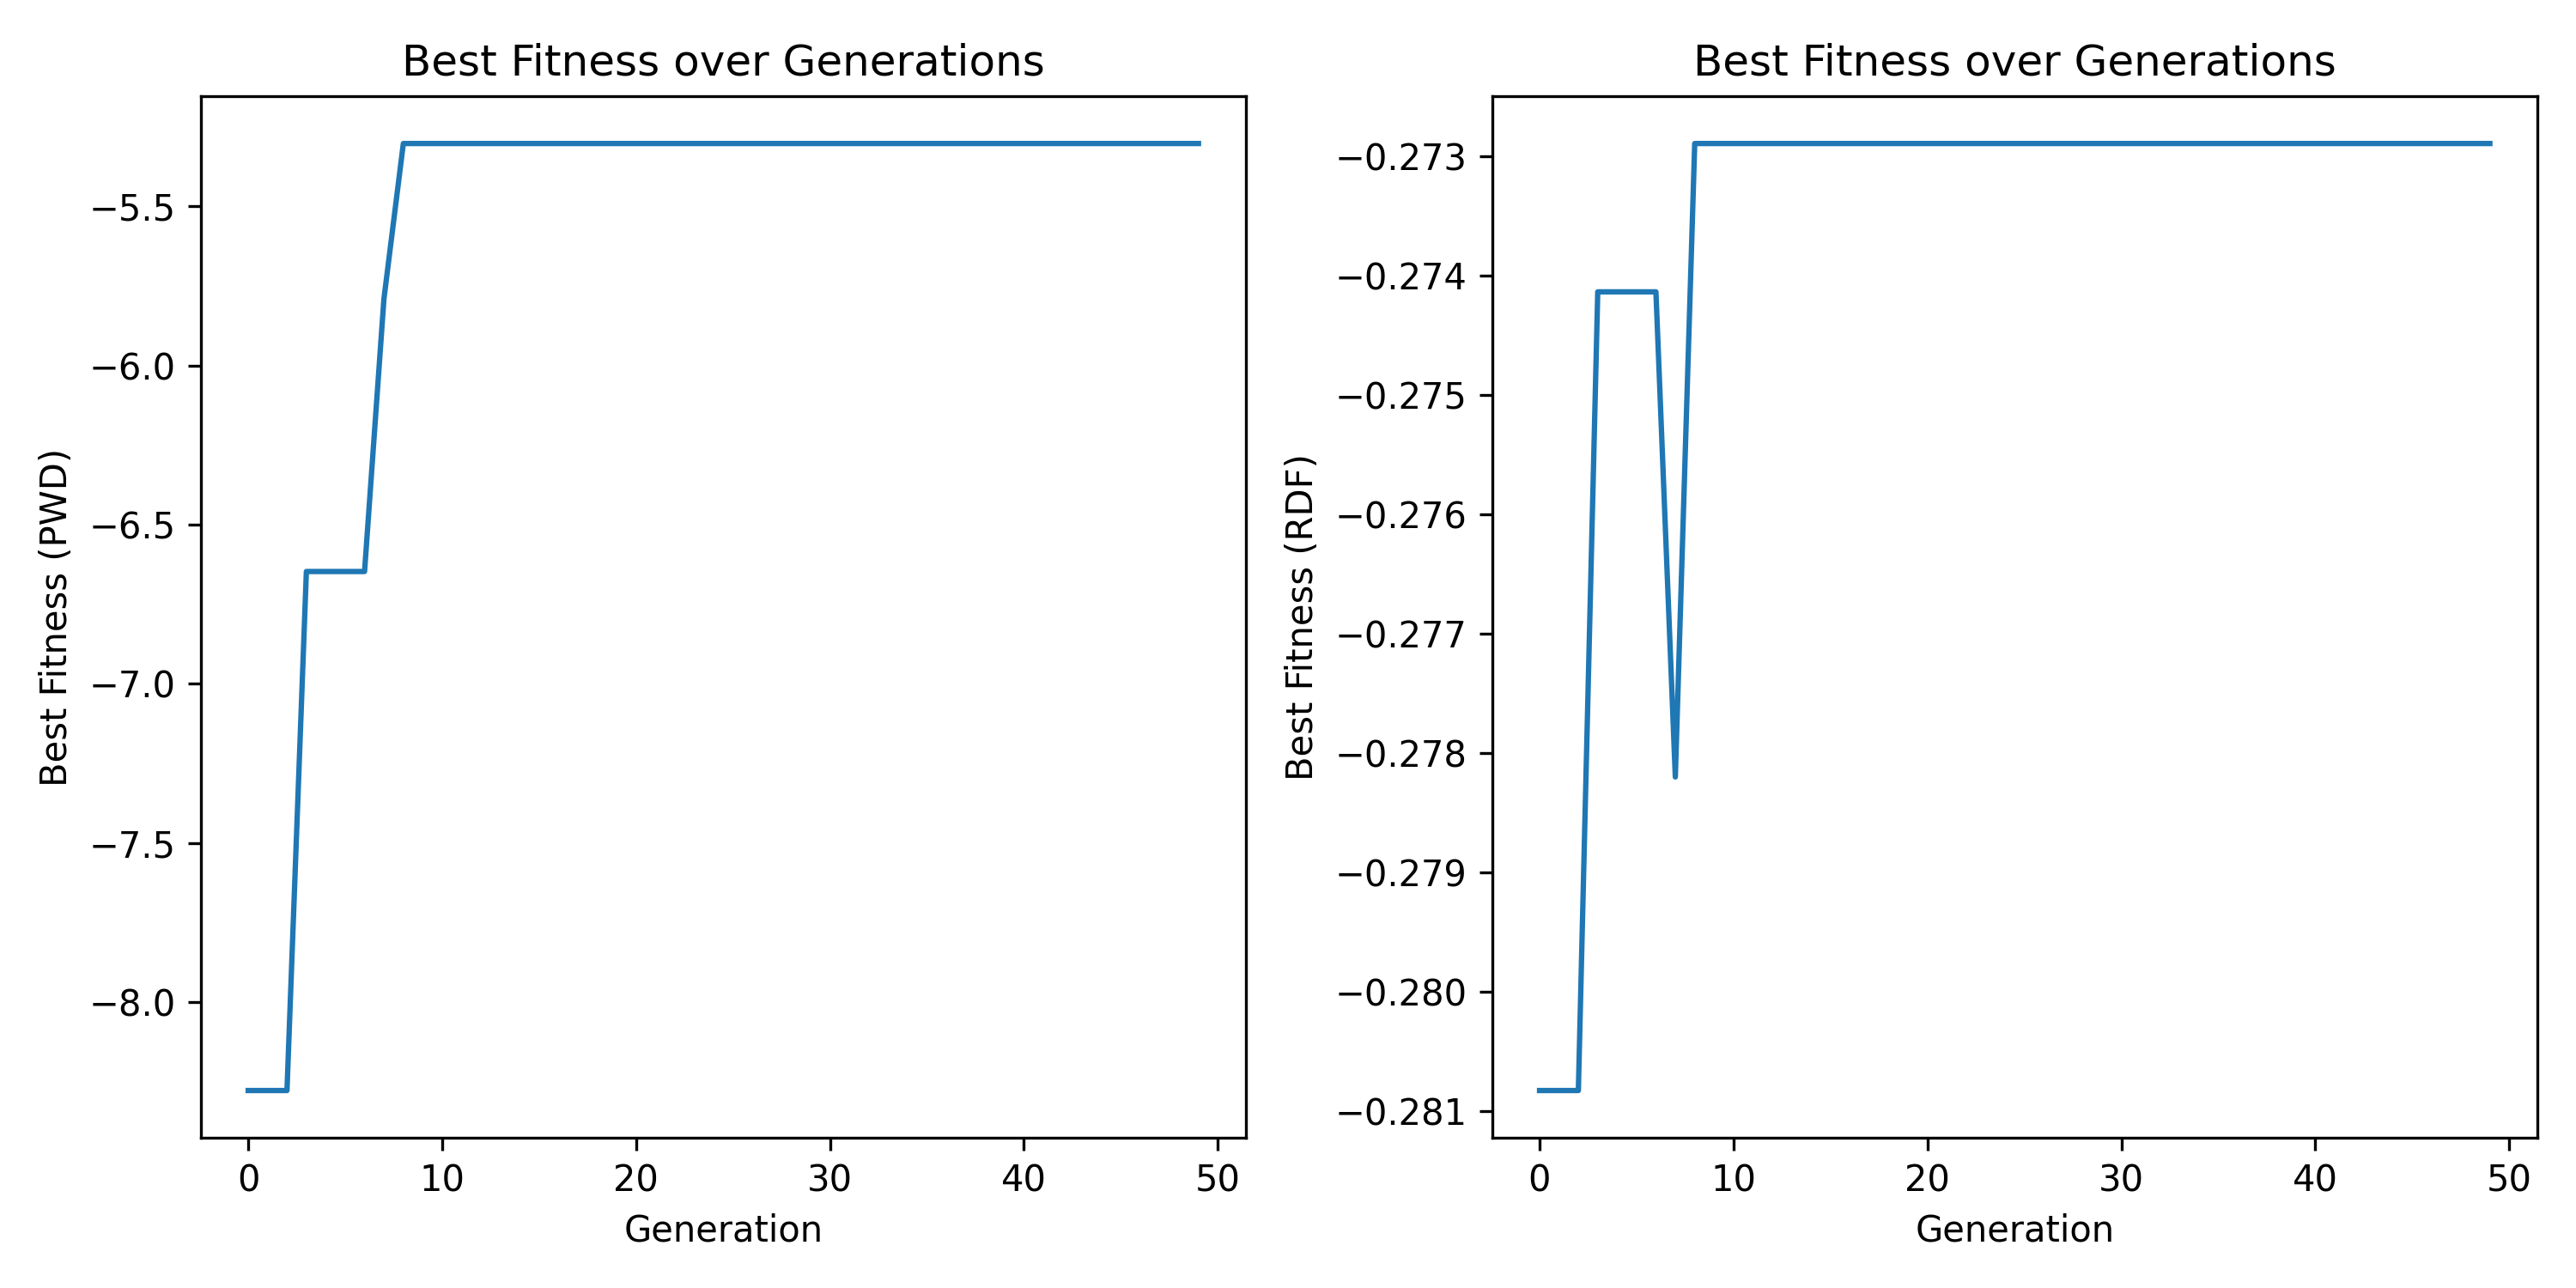 Best Fitness over Generations
Best Fitness (PWD)
−5.5
−6.0
−6.5
−7.0
−7.5
−8.0
0 10 20 30 40 50
Generation
Best Fitness over Generations
Best Fitness (RDF)
−0.273
−0.274
−0.275
−0.276
−0.277
−0.278
−0.279
−0.280
−0.281
0 10 20 30 40 50
Generation